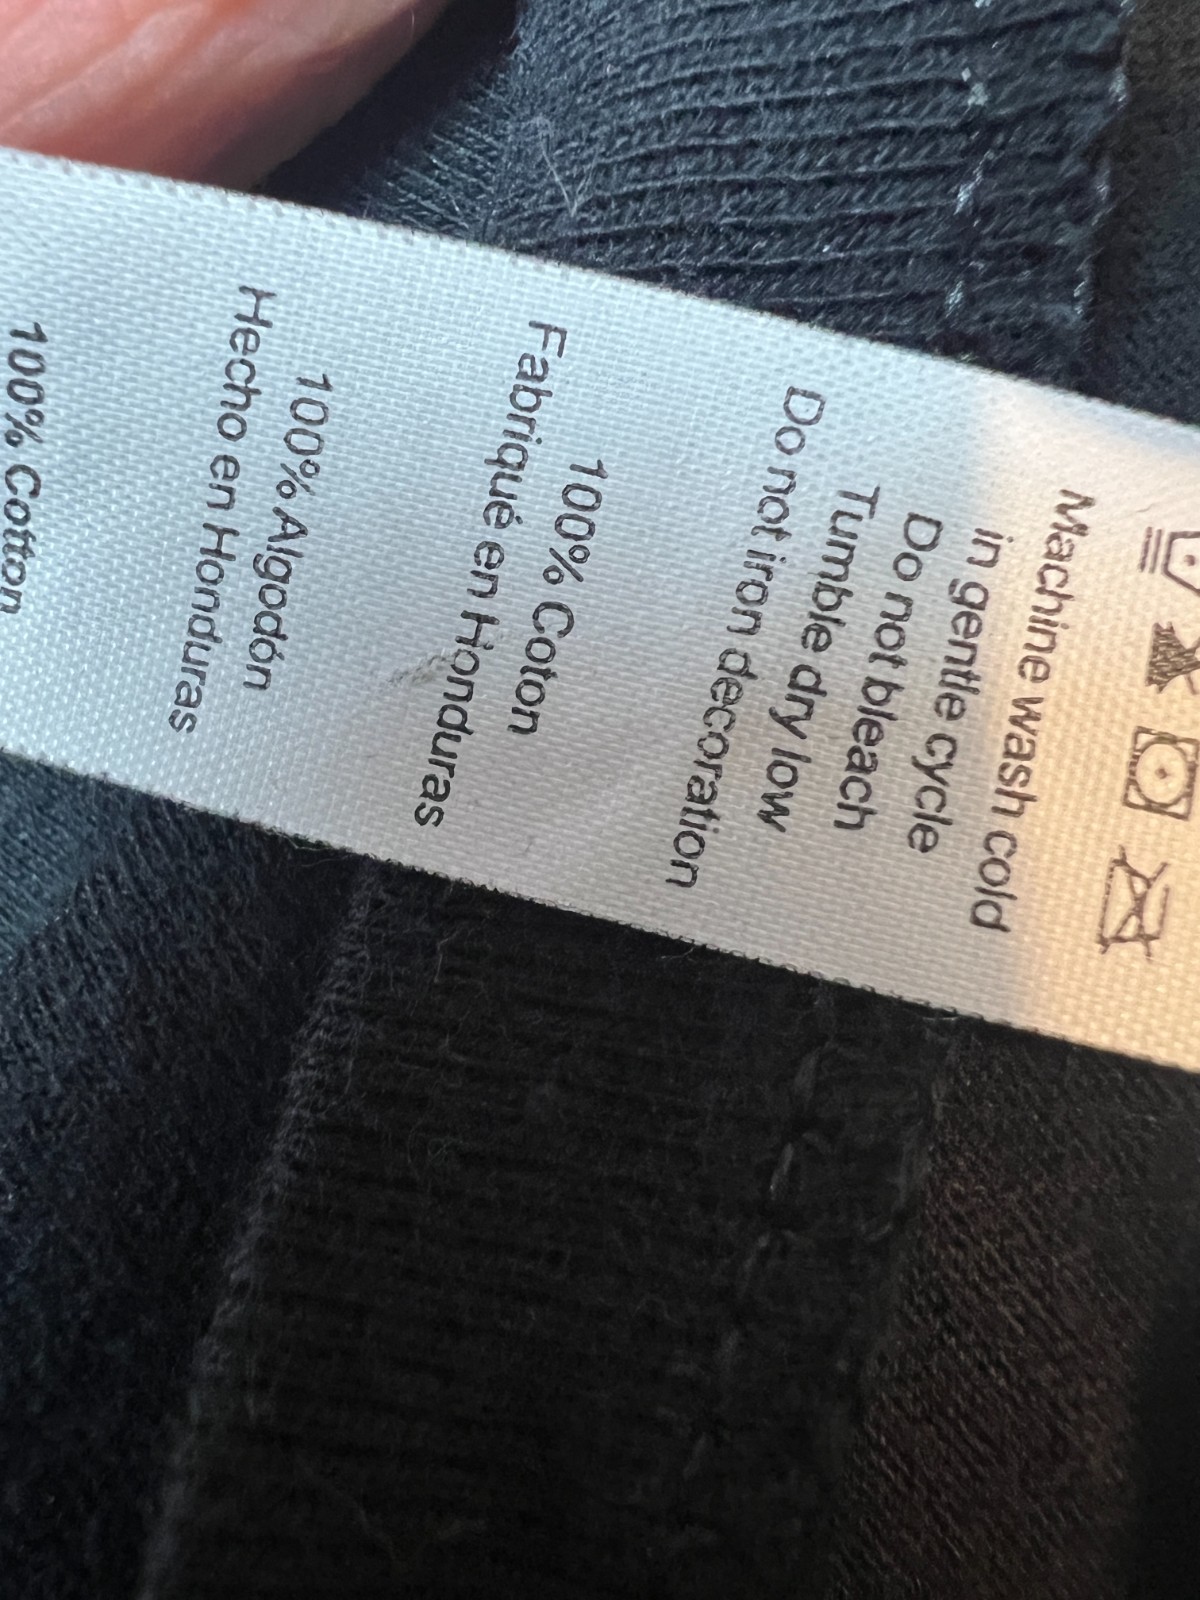 Machine wash cold
in gentle cycle
Do not bleach
Tumble dry low
Do not iron decoration
100% Coton
Fabriqué en Honduras
100% Algodón
Hecho en Honduras
100% Cotton